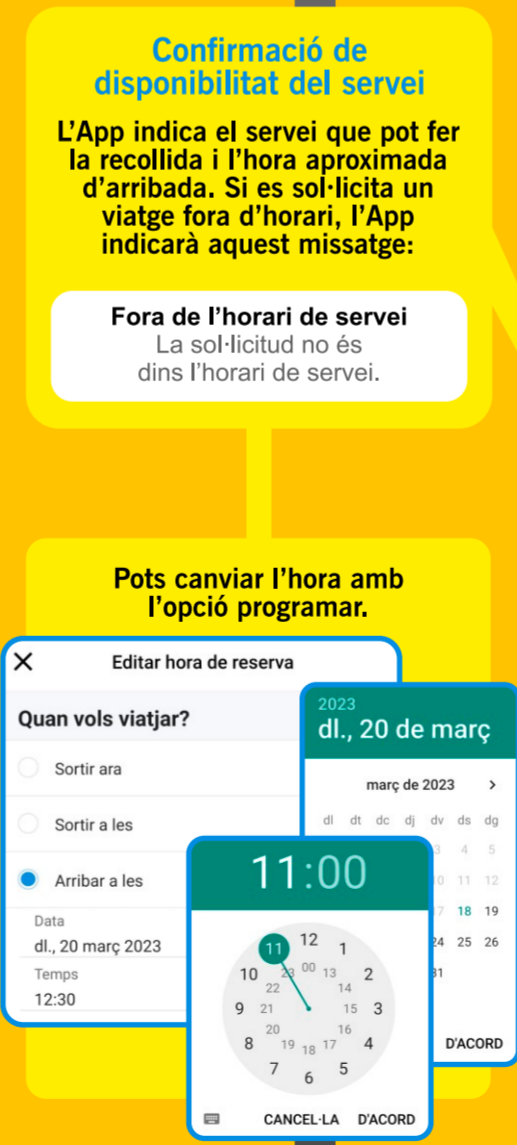 Confirmació de
disponibilitat del servei
L'App indica el servei que pot fer
la recollida i l'hora aproximada
d'arribada. Si es sol·licita un
viatge fora d'horari, l'App
indicarà aquest missatge:
Fora de l'horari de servei
La sol·licitud no és
dins l'horari de servei.
Pots canviar l'hora amb
l'opció programar.
Editar hora de reserva
Quan vols viatjar?
Sortir ara
Sortir a les
Arribar a les
Data
dl., 20 març 2023
Temps
12:30
2023
dl., 20 de març
març de 2023
dl dt dc dj dv ds dg
3 4 5
10 11 12
17 18 19
24 25 26
31
D'ACORD
11:00
12 1 2 3 4 5 6 7 8 9 10 11
00 13 14 15 16 17 18 19 20 21 22 23
CANCEL·LA D'ACORD